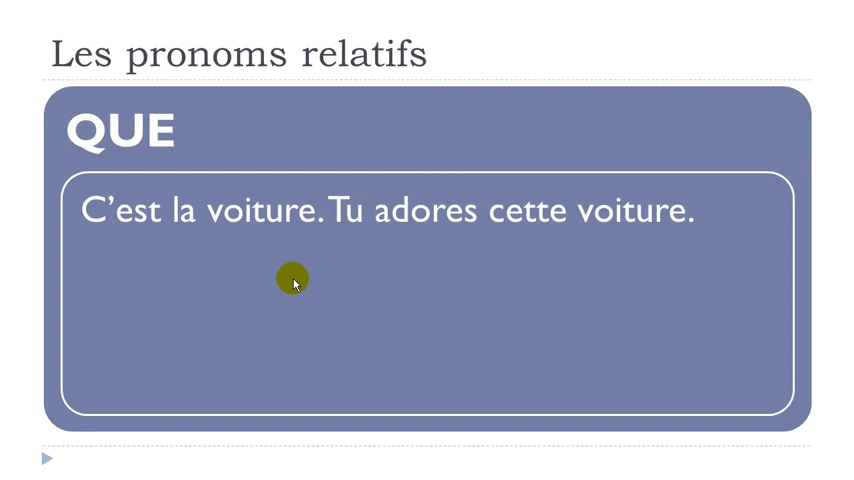 Les pronoms relatifs
QUE
C’est la voiture. Tu adores cette voiture.